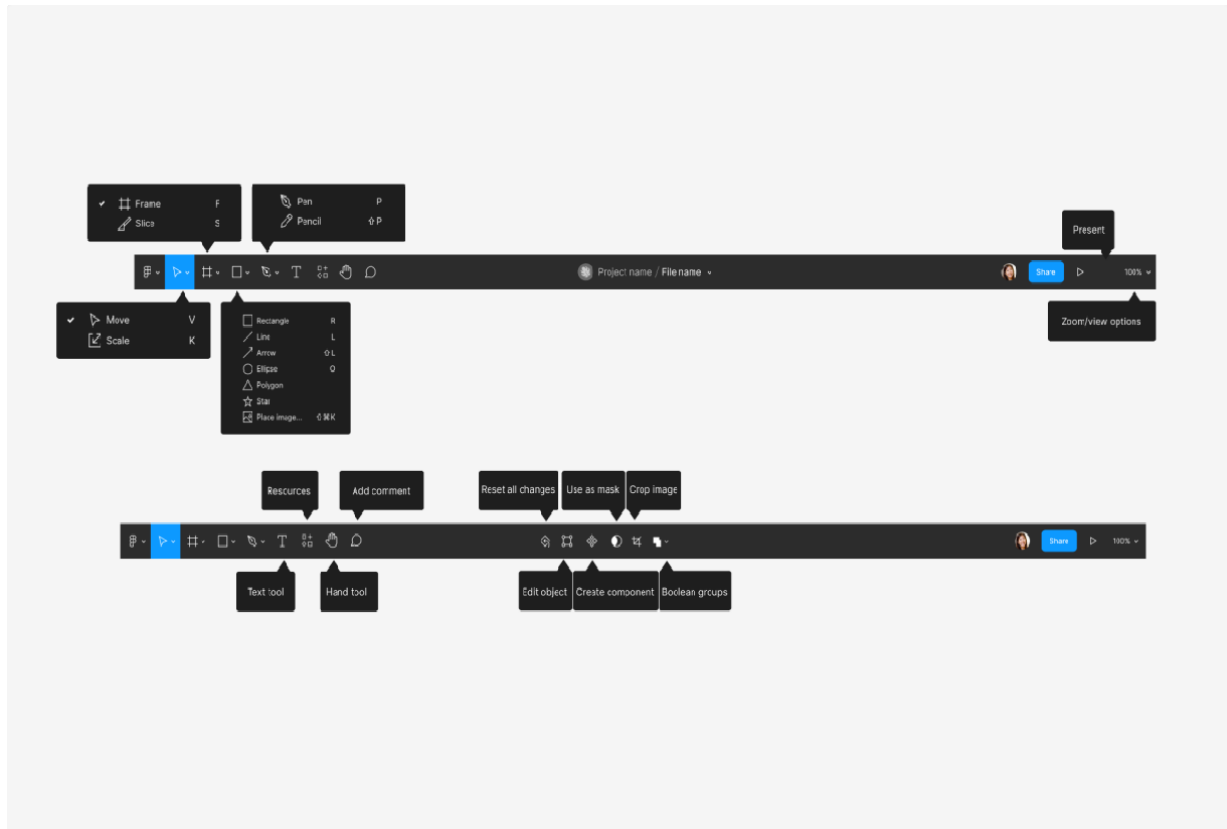 Frame F
Slice S
Pen P
Pencil ⇧P
Present
Project name / File name
Share
100%
Move V
Scale K
Zoom/view options
Rectangle R
Line L
Arrow ⇧L
Ellipse O
Polygon
Star
Place image... ⇧⌘K
Resources
Add comment
Reset all changes
Use as mask
Crop image
T
Share
100%
Text tool
Hand tool
Edit object
Create component
Boolean groups